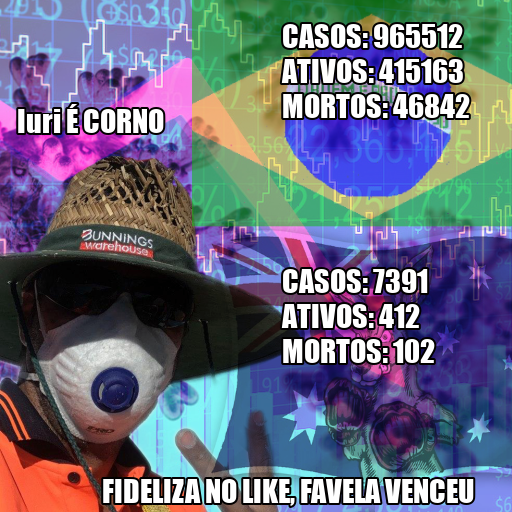 CASOS: 965512
ATIVOS: 415163
MORTOS: 46842
Iuri É CORNO
BUNNINGS
warehouse
CASOS: 7391
ATIVOS: 412
MORTOS: 102
FIDELIZA NO LIKE, FAVELA VENCEU